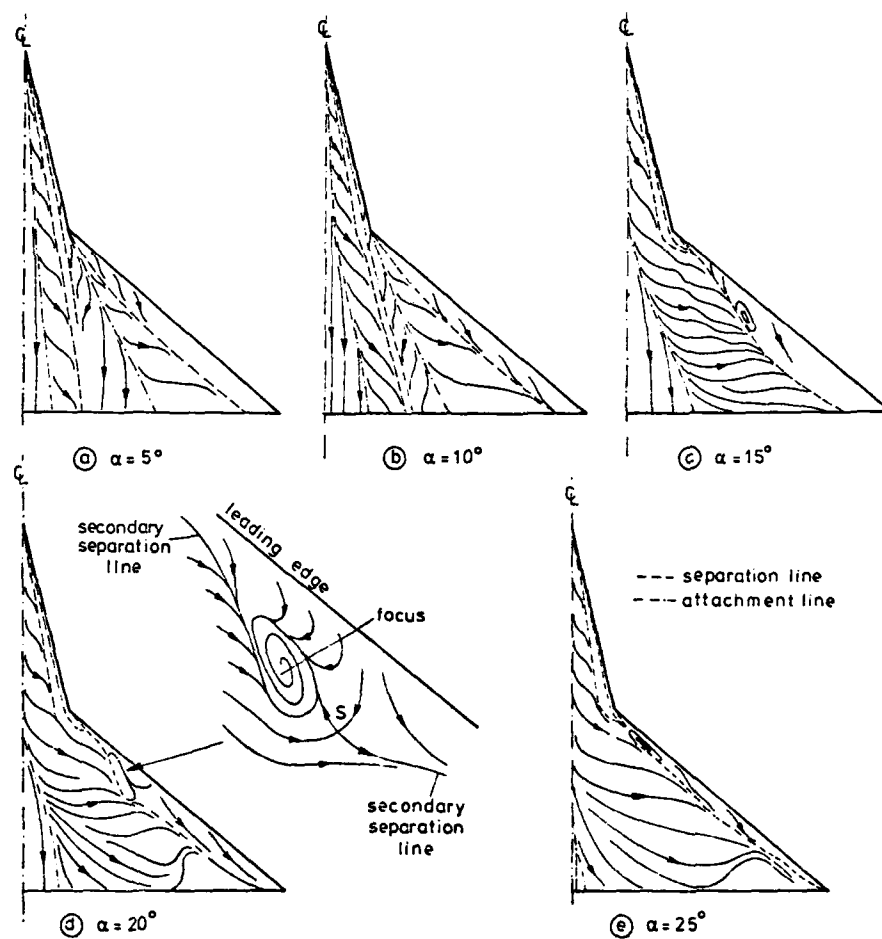 ℄
℄
℄
ⓐ α = 5°
ⓑ α = 10°
ⓒ α = 15°
℄
secondary
separation
line
leading edge
focus
S
secondary
separation
line
℄
--- separation line
-·-·- attachment line
ⓓ α = 20°
ⓔ α = 25°